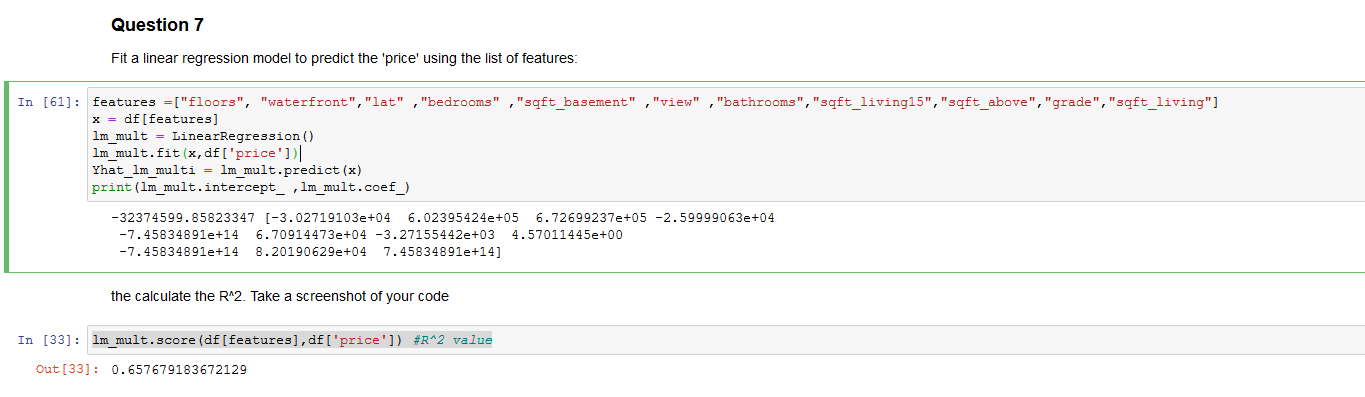 Question 7
Fit a linear regression model to predict the 'price' using the list of features:
In [61]: features =["floors", "waterfront","lat" ,"bedrooms" ,"sqft_basement" ,"view" ,"bathrooms","sqft_living15","sqft_above","grade","sqft_living"]
x = df[features]
lm_mult = LinearRegression()
lm_mult.fit(x,df['price'])
Yhat_lm_multi = lm_mult.predict(x)
print(lm_mult.intercept_ ,lm_mult.coef_)
-32374599.85823347 [-3.02719103e+04  6.02395424e+05  6.72699237e+05 -2.59999063e+04
-7.45834891e+14  6.70914473e+04 -3.27155442e+03  4.57011445e+00
-7.45834891e+14  8.20190629e+04  7.45834891e+14]
the calculate the R^2. Take a screenshot of your code
In [33]: lm_mult.score(df[features],df['price']) #R^2 value
Out[33]: 0.657679183672129